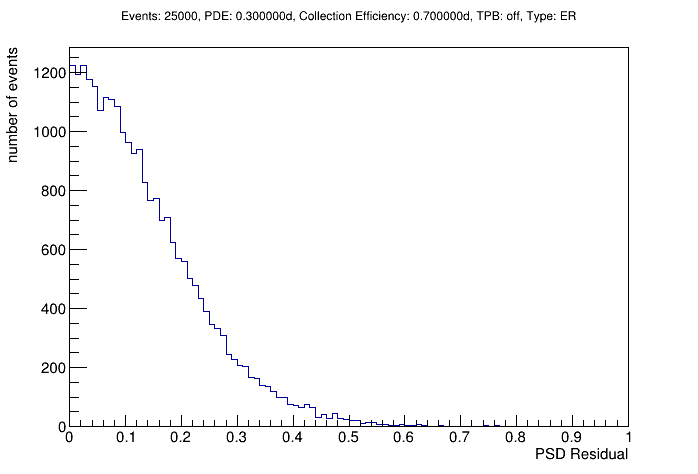 Events: 25000, PDE: 0.300000d, Collection Efficiency: 0.700000d, TPB: off, Type: ER
number of events
1200
1000
800
600
400
200
0
0 0.1 0.2 0.3 0.4 0.5 0.6 0.7 0.8 0.9 1
PSD Residual